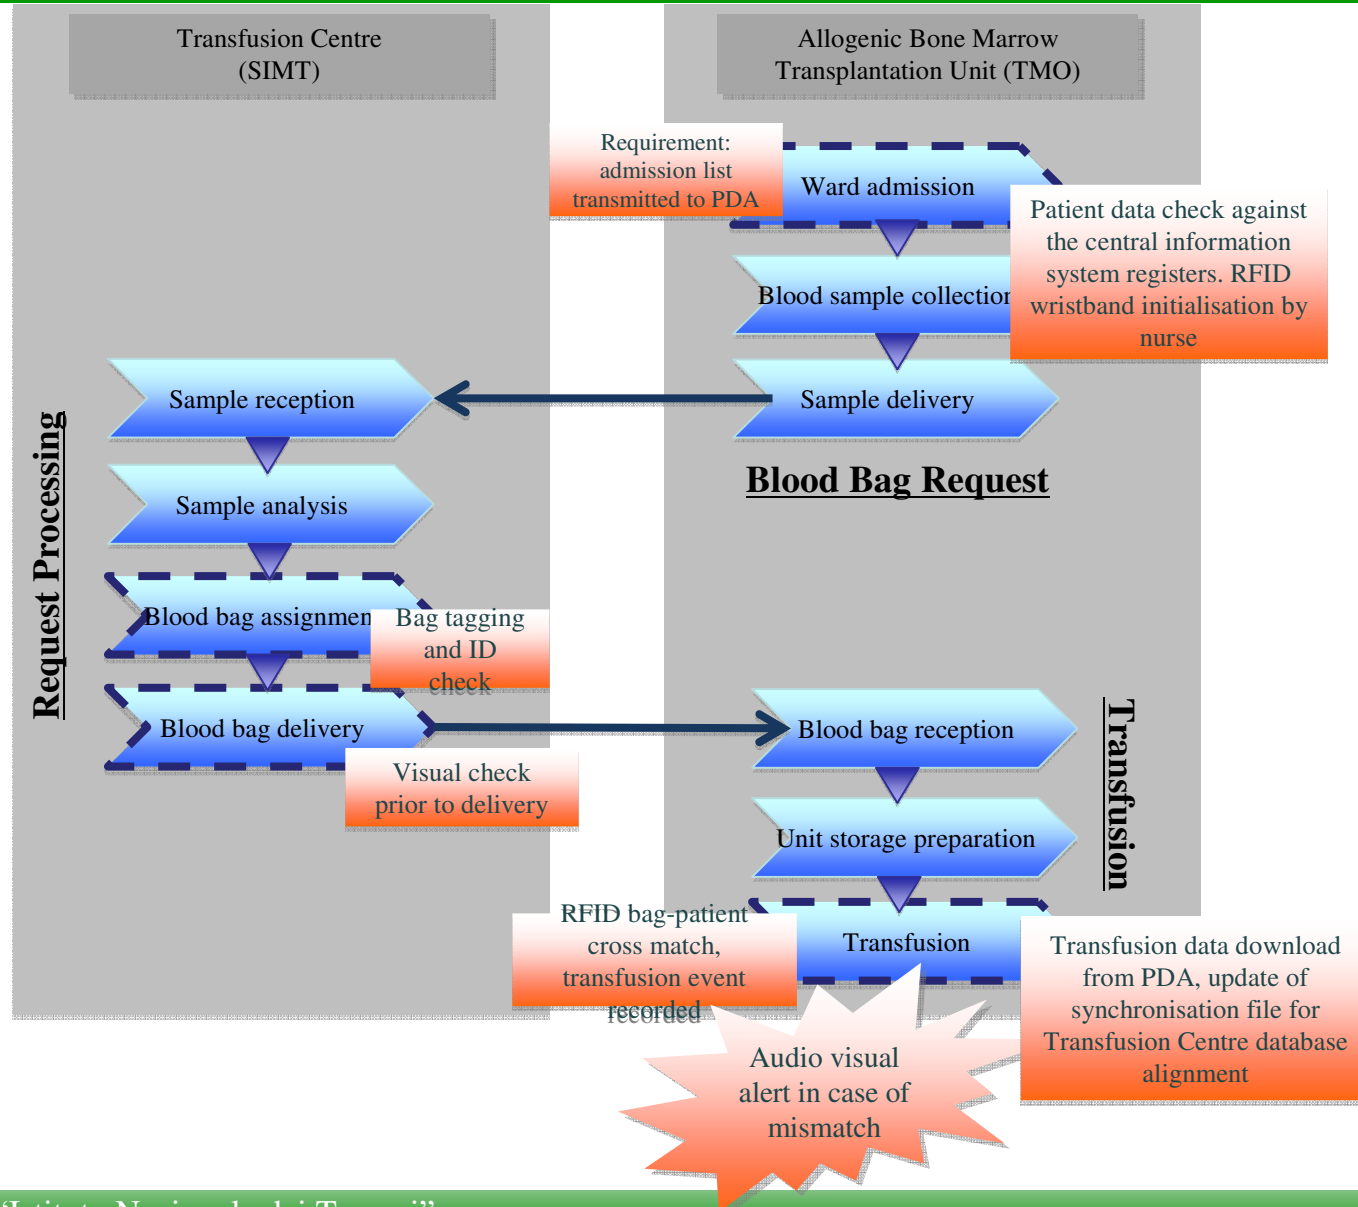 Transfusion Centre
(SIMT)
Allogenic Bone Marrow
Transplantation Unit (TMO)
Requirement:
admission list
transmitted to PDA
Ward admission
Patient data check against
the central information
system registers. RFID
wristband initialisation by
nurse
Blood sample collection
Sample delivery
Blood Bag Request
Request Processing
Sample reception
Sample analysis
Blood bag assignmen
Bag tagging
and ID
check
Blood bag delivery
Visual check
prior to delivery
Blood bag reception
Unit storage preparation
Transfusion
Transfusion
RFID bag-patient
cross match,
transfusion event
recorded
Transfusion data download
from PDA, update of
synchronisation file for
Transfusion Centre database
alignment
Audio visual
alert in case of
mismatch